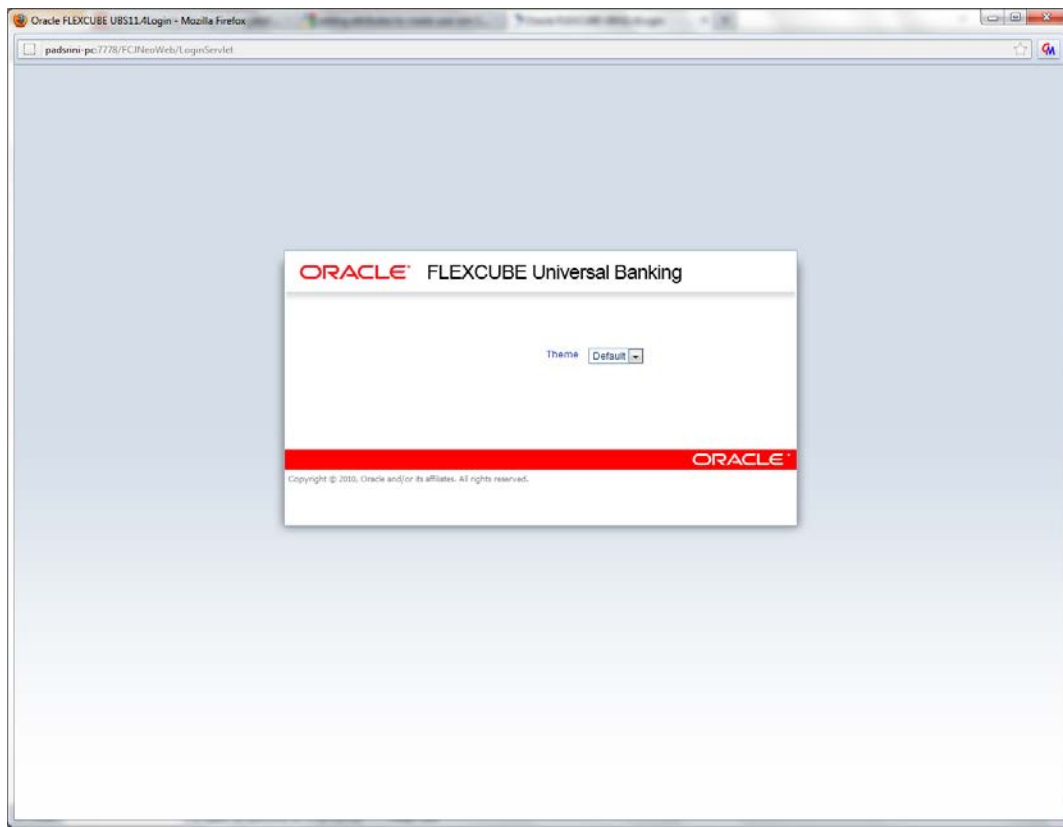 Oracle FLEXCUBE UBS11.4Login - Mozilla Firefox
padsrini-pc:7778/FCJNeoWeb/LoginServlet
ORACLE FLEXCUBE Universal Banking
Theme Default
ORACLE
Copyright © 2010, Oracle and/or its affiliates. All rights reserved.